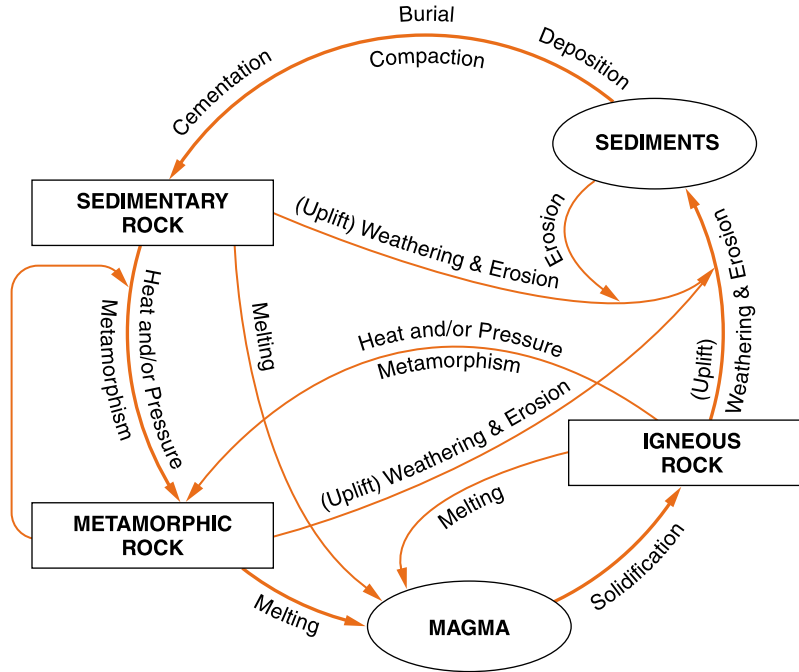 Burial
Deposition
Compaction
Cementation
SEDIMENTS
SEDIMENTARY
ROCK
(Uplift) Weathering & Erosion
Erosion
Heat and/or Pressure
Metamorphism
Melting
Heat and/or Pressure
Metamorphism
(Uplift)
Weathering & Erosion
(Uplift) Weathering & Erosion
IGNEOUS
ROCK
METAMORPHIC
ROCK
Melting
Solidification
Melting
MAGMA